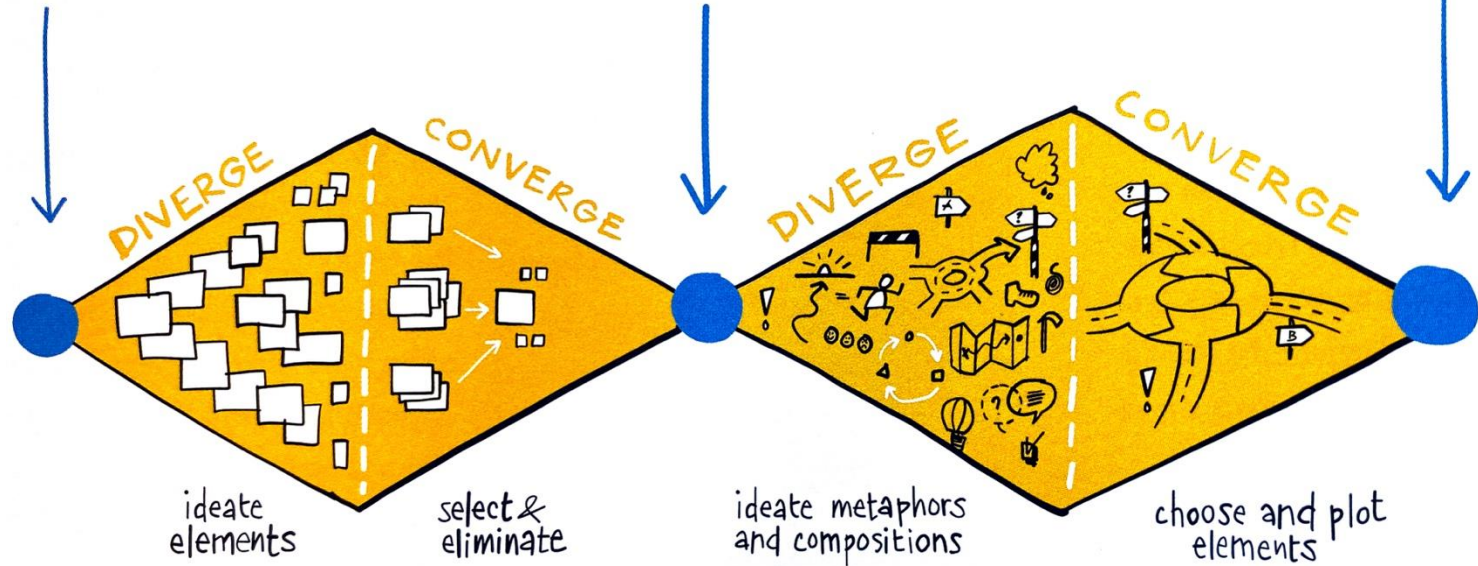 DIVERGE
CONVERGE
DIVERGE
CONVERGE
?
?
B
?
ideate
elements
select &
eliminate
ideate metaphors
and compositions
choose and plot
elements